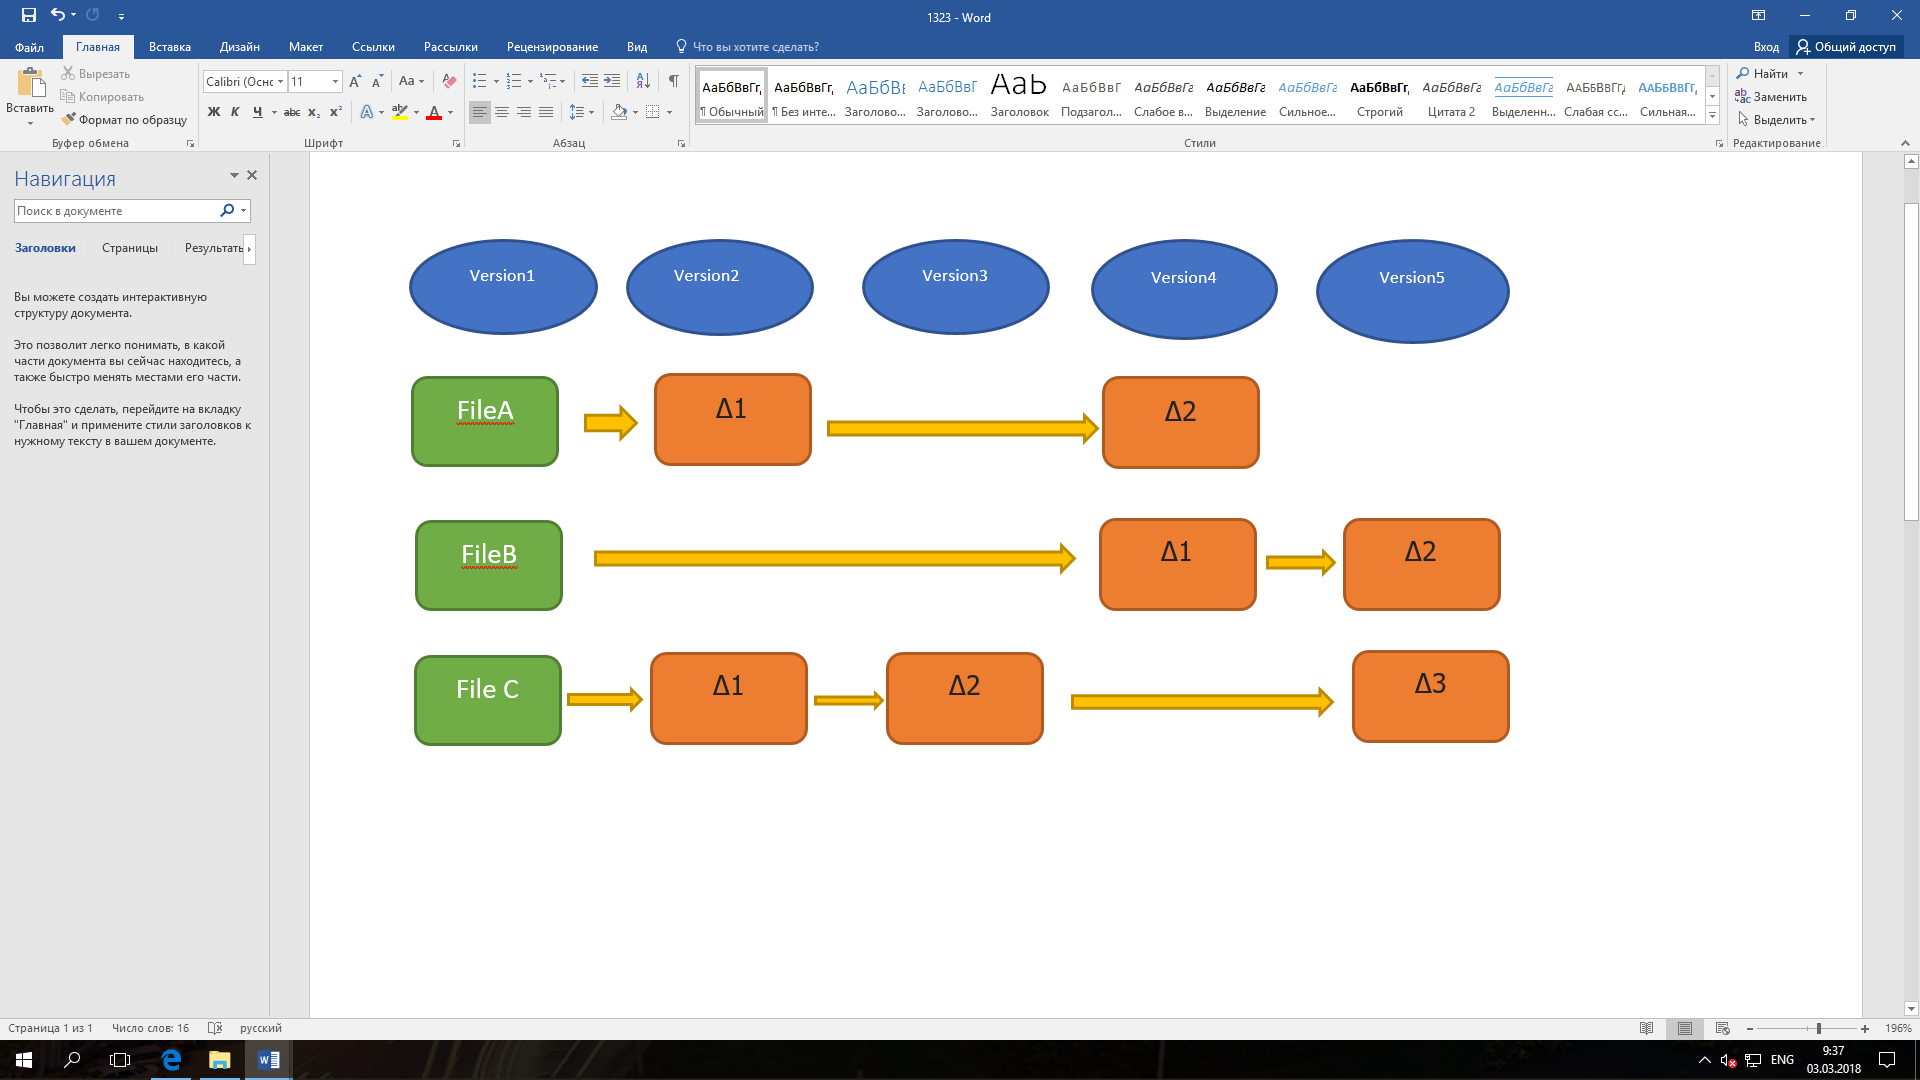 1323 - Word
Файл
Главная
Вставка
Дизайн
Макет
Ссылки
Рассылки
Рецензирование
Вид
Что вы хотите сделать?
Вход
Общий доступ
Вставить
Вырезать
Копировать
Формат по образцу
Буфер обмена
Calibri (Оснс
11
Aa
Ж К Ч abc x₂ x²
Шрифт
Абзац
АаБбВвГг,
¶ Обычный
АаБбВвГг,
¶ Без инте...
АаБбВв
Заголово...
АаБбВвГ
Заголово...
АаЬ
Заголовок
АаБбВвГ
Подзагол...
АаБбВвГг
Слабое в...
АаБбВвГг
Выделение
АаБбВвГг
Сильное...
АаБбВвГг,
Строгий
АаБбВвГг
Цитата 2
АаБбВвГг
Выделенн...
ААББВВГГ,
Слабая сс...
ААББВВГГ,
Сильная...
Стили
Найти
Заменить
Выделить
Редактирование
Навигация
Поиск в документе
Заголовки
Страницы
Результать
Вы можете создать интерактивную
структуру документа.
Это позволит легко понимать, в какой
части документа вы сейчас находитесь, а
также быстро менять местами его части.
Чтобы это сделать, перейдите на вкладку
"Главная" и примените стили заголовков к
нужному тексту в вашем документе.
Version1
Version2
Version3
Version4
Version5
FileA
Δ1
Δ2
FileB
Δ1
Δ2
File C
Δ1
Δ2
Δ3
Страница 1 из 1
Число слов: 16
русский
196%
ENG
9:37
03.03.2018